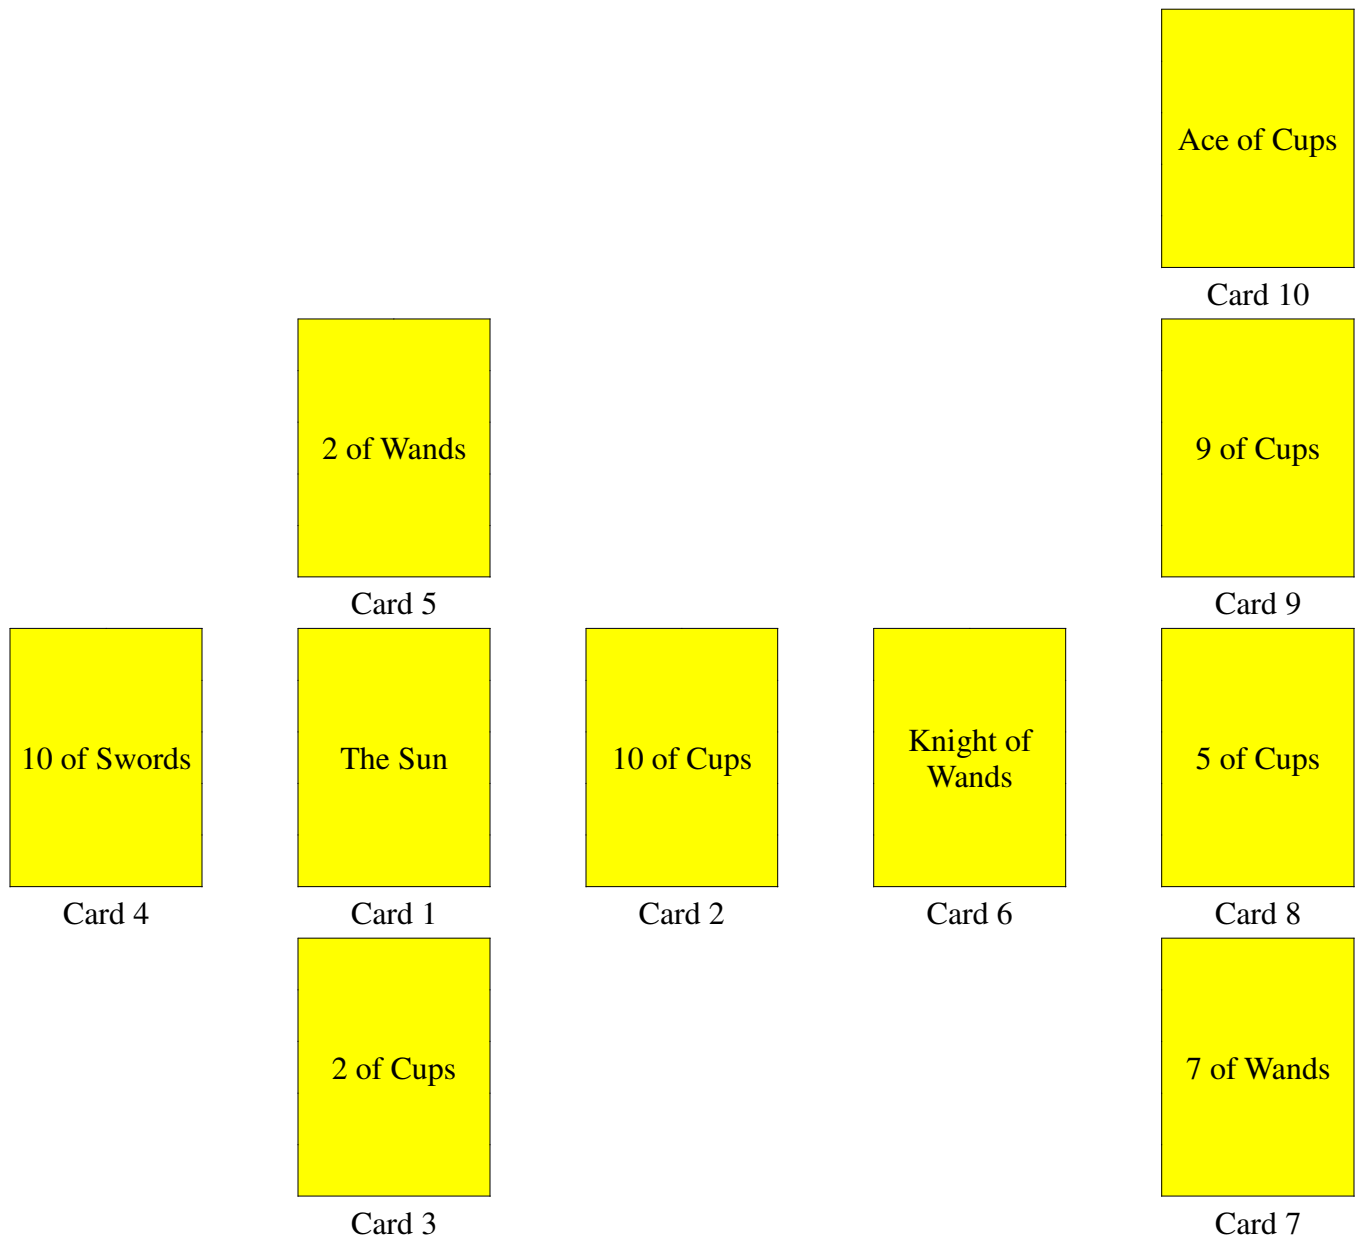 Ace of Cups
Card 10
2 of Wands
9 of Cups
Card 5
Card 9
10 of Swords
The Sun
10 of Cups
Knight of
Wands
5 of Cups
Card 4
Card 1
Card 2
Card 6
Card 8
2 of Cups
7 of Wands
Card 3
Card 7